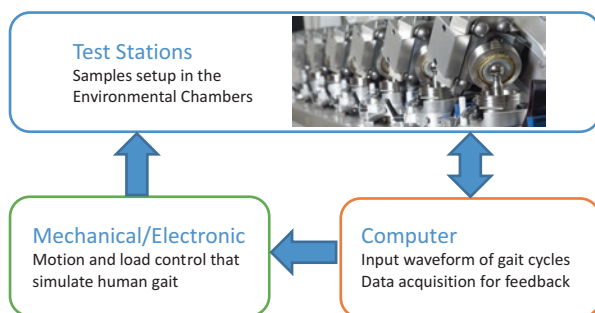 Test Stations
Samples setup in the
Environmental Chambers
Mechanical/Electronic
Motion and load control that
simulate human gait
Computer
Input waveform of gait cycles
Data acquisition for feedback